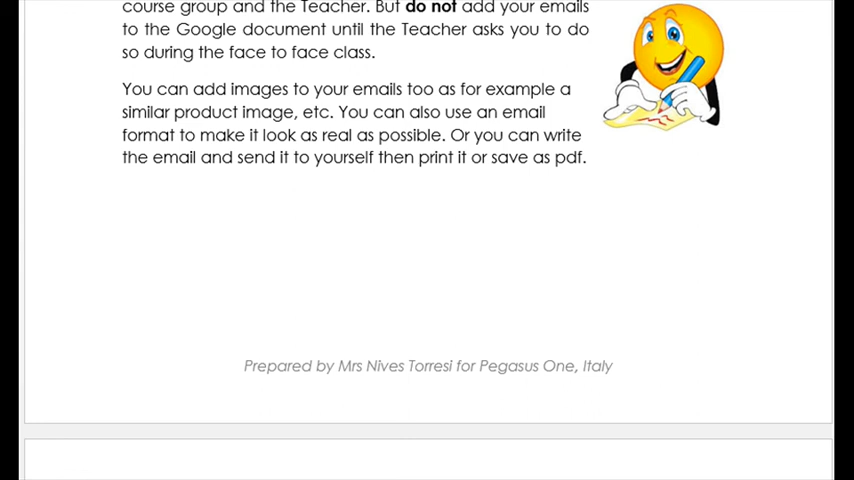 course group and the Teacher. But do not add your emails
to the Google document until the Teacher asks you to do
so during the face to face class.
You can add images to your emails too as for example a
similar product image, etc. You can also use an email
format to make it look as real as possible. Or you can write
the email and send it to yourself then print it or save as pdf.
Prepared by Mrs Nives Torresi for Pegasus One, Italy